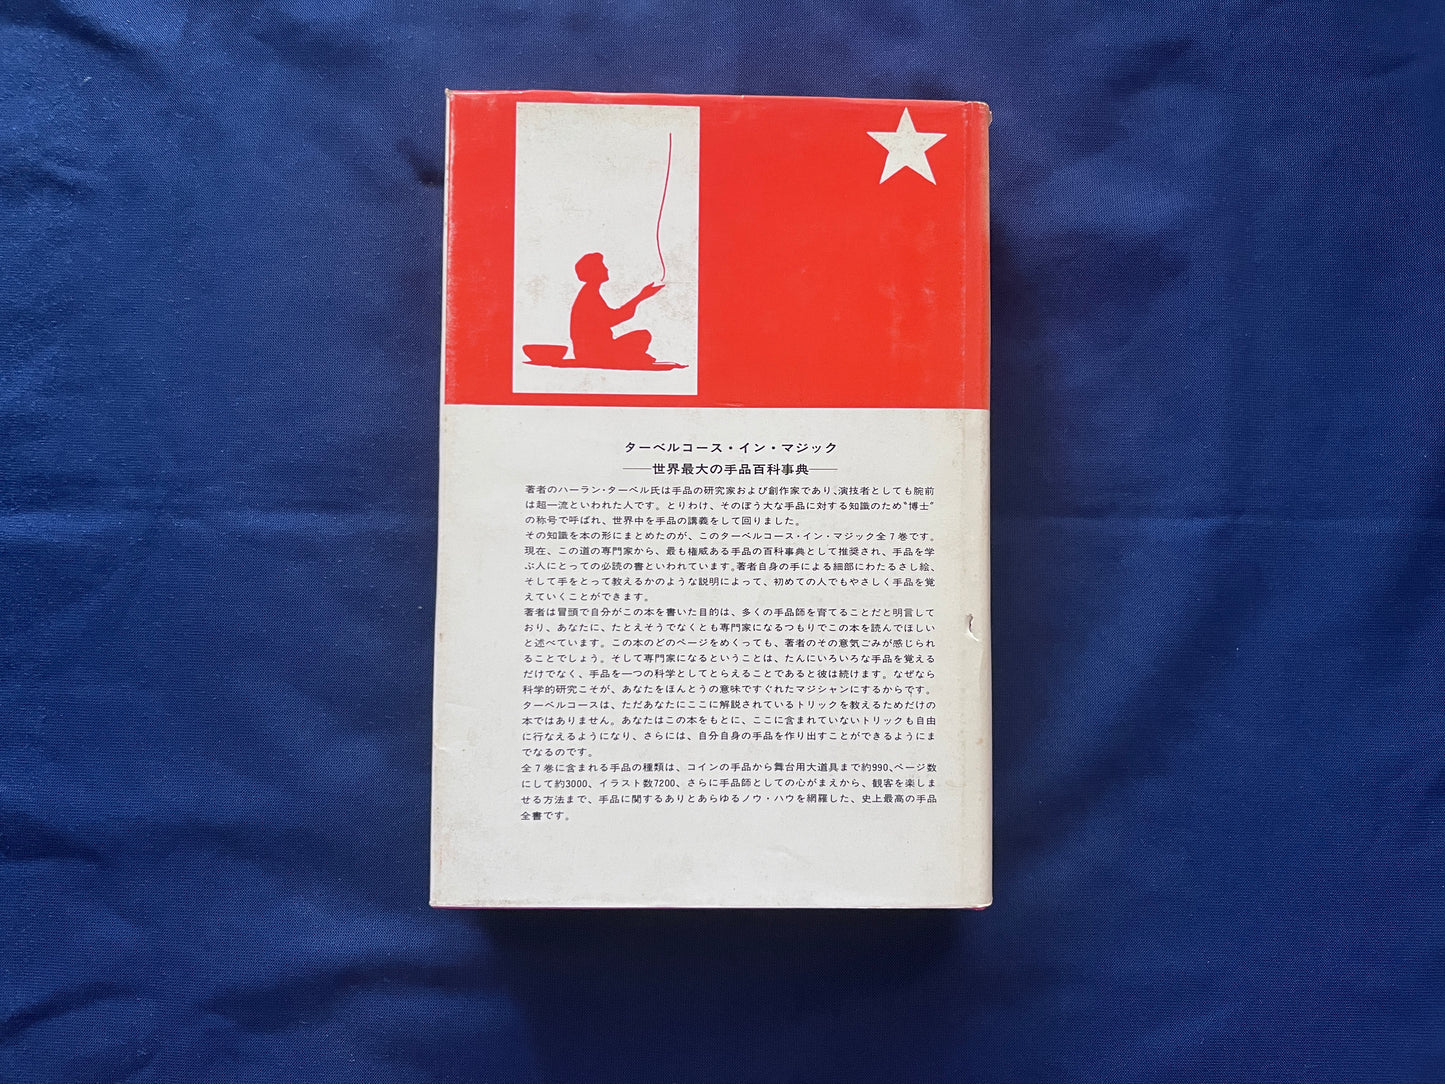 ターベルコース・イン・マジック
――世界最大の手品百科事典――
著者のハーラン・ターベル氏は手品の研究家および創作家であり、演技者としても腕前
は超一流といわれた人です。とりわけ、そのぼう大な手品に対する知識のため“博士”
の称号で呼ばれ、世界中を手品の講義をして回りました。
その知識を本の形にまとめたのが、このターベルコース・イン・マジック全7巻です。
現在、この道の専門家から、最も権威ある手品の百科事典として推奨され、手品を学
ぶ人にとっての必読の書といわれています。著者自身の手による細部にわたるさし絵、
そして手をとって教えるかのような説明によって、初めての人でもやさしく手品を覚
えていくことができます。
著者は冒頭で自分がこの本を書いた目的は、多くの手品師を育てることだと明言して
おり、あなたに、たとえそうでなくとも専門家になるつもりでこの本を読んでほしい
と述べています。この本のどのページをめくっても、著者のその意気ごみが感じられ
ることでしょう。そして専門家になるということは、たんにいろいろな手品を覚える
だけでなく、手品を一つの科学としてとらえることであると彼は続けます。なぜなら
科学的研究こそが、あなたをほんとうの意味ですぐれたマジシャンにするからです。
ターベルコースは、ただあなたにここに解説されているトリックを教えるためだけの
本ではありません。あなたはこの本をもとに、ここに含まれていないトリックも自由
に行なえるようになり、さらには、自分自身の手品を作り出すことができるようにま
でなるのです。
全7巻に含まれる手品の種類は、コインの手品から舞台用大道具まで約990、ページ数
にして約3000、イラスト数7200、さらに手品師としての心がまえから、観客を楽しま
せる方法まで、手品に関するありとあらゆるノウ・ハウを網羅した、史上最高の手品
全書です。